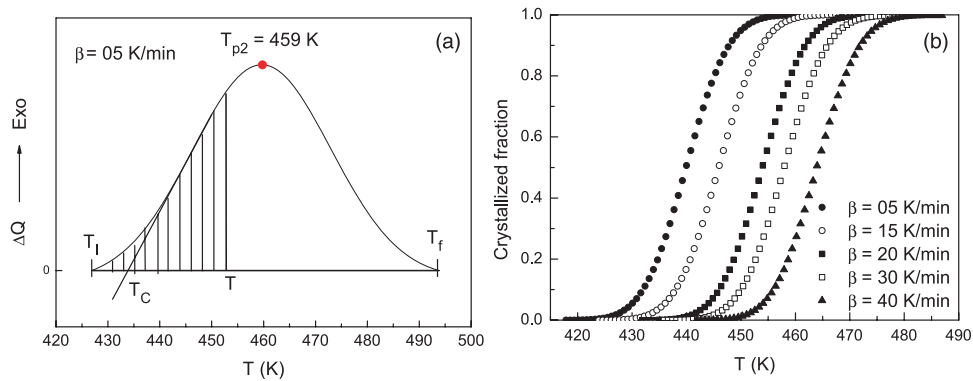 (a)
β = 05 K/min
T_p2 = 459 K
ΔQ → Exo
0
T_I
T_C
T
T_f
420 430 440 450 460 470 480 490 500
T (K)
(b)
Crystallized fraction
1.0
0.8
0.6
0.4
0.2
0.0
β = 05 K/min
β = 15 K/min
β = 20 K/min
β = 30 K/min
β = 40 K/min
420 430 440 450 460 470 480 490
T (K)